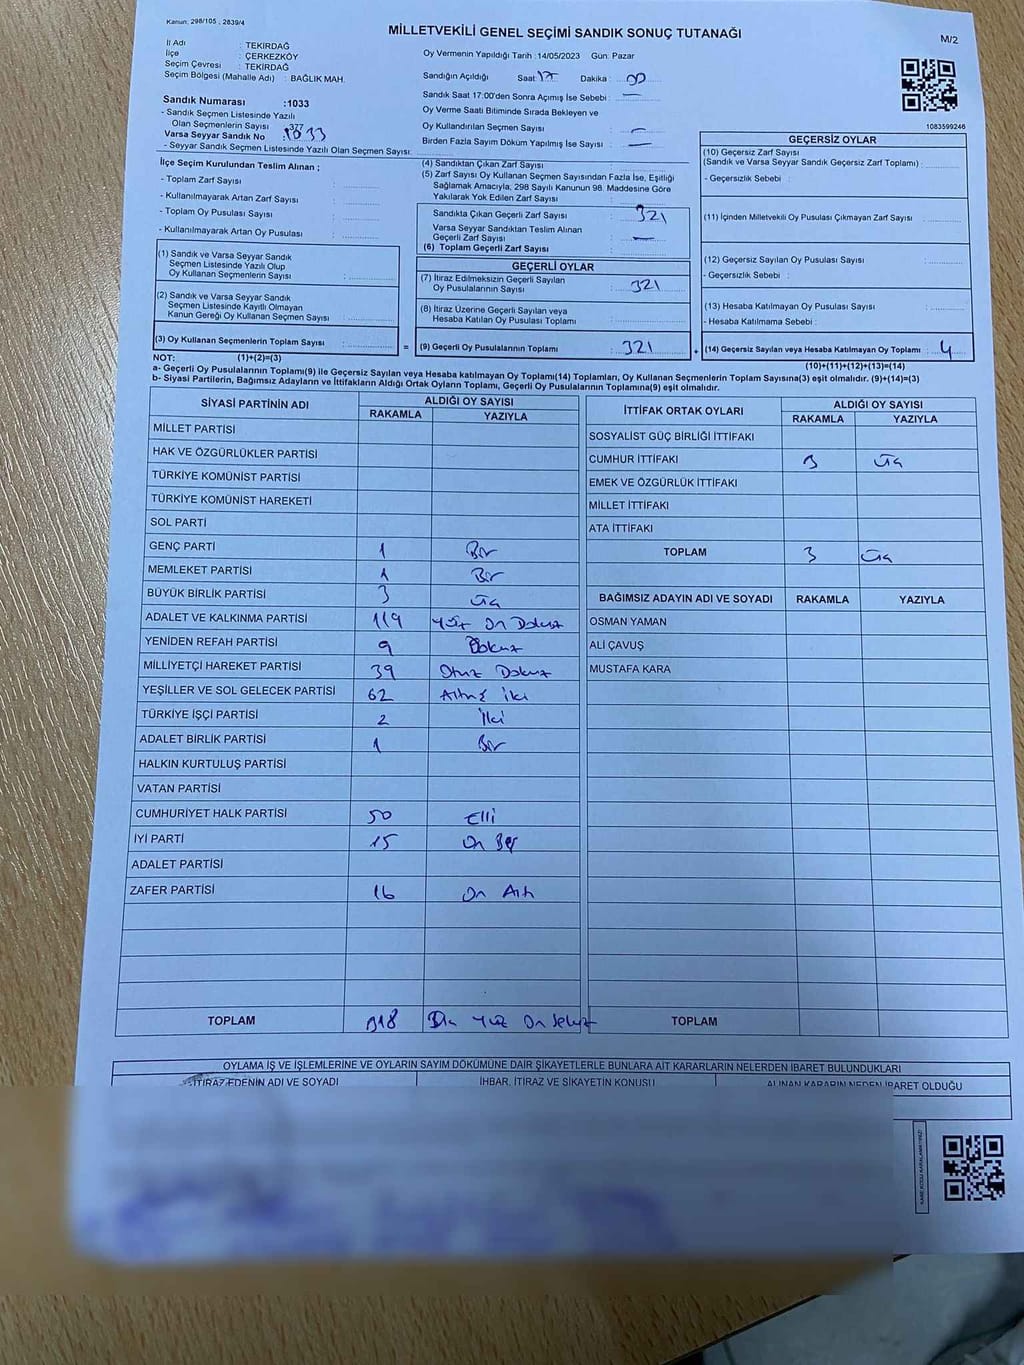 Kanun: 298/105 , 2839/4
MİLLETVEKİLİ GENEL SEÇİMİ SANDIK SONUÇ TUTANAĞI
M/2
İl Adı : TEKİRDAĞ
İlçe : ÇERKEZKÖY
Seçim Çevresi : TEKİRDAĞ
Seçim Bölgesi (Mahalle Adı) : BAĞLIK MAH.
Sandık Numarası :1033
- Sandık Seçmen Listesinde Yazılı
Olan Seçmenlerin Sayısı : 377
Varsa Seyyar Sandık No : 1033
- Seyyar Sandık Seçmen Listesinde Yazılı Olan Seçmen Sayısı:
İlçe Seçim Kurulundan Teslim Alınan ;
- Toplam Zarf Sayısı :
- Kullanılmayarak Artan Zarf Sayısı :
- Toplam Oy Pusulası Sayısı :
- Kullanılmayarak Artan Oy Pusulası :
(1) Sandık ve Varsa Seyyar Sandık
Seçmen Listesinde Yazılı Olup
Oy Kullanan Seçmenlerin Sayısı :
(2) Sandık ve Varsa Seyyar Sandık
Seçmen Listesinde Kayıtlı Olmayan
Kanun Gereği Oy Kullanan Seçmen Sayısı :
(3) Oy Kullanan Seçmenlerin Toplam Sayısı :
Oy Vermenin Yapıldığı Tarih :14/05/2023 Gün: Pazar
Sandığın Açıldığı Saat 17 Dakika : 00
Sandık Saat 17:00'den Sonra Açılmış İse Sebebi : —
Oy Verme Saati Bitiminde Sırada Bekleyen ve
Oy Kullandırılan Seçmen Sayısı : —
Birden Fazla Sayım Döküm Yapılmış İse Sayısı : —
(4) Sandıktan Çıkan Zarf Sayısı
(5) Zarf Sayısı Oy Kullanan Seçmen Sayısından Fazla İse, Eşitliği
Sağlamak Amacıyla, 298 Sayılı Kanunun 98. Maddesine Göre
Yakılarak Yok Edilen Zarf Sayısı :
Sandıkta Çıkan Geçerli Zarf Sayısı : 321
Varsa Seyyar Sandıktan Teslim Alınan
Geçerli Zarf Sayısı : —
(6) Toplam Geçerli Zarf Sayısı
GEÇERLİ OYLAR
(7) İtiraz Edilmeksizin Geçerli Sayılan
Oy Pusulalarının Sayısı : 321
(8) İtiraz Üzerine Geçerli Sayılan veya
Hesaba Katılan Oy Pusulası Toplamı :
= (9) Geçerli Oy Pusulalarının Toplamı : 321 +
1083599246
GEÇERSİZ OYLAR
(10) Geçersiz Zarf Sayısı
(Sandık ve Varsa Seyyar Sandık Geçersiz Zarf Toplamı) :
- Geçersizlik Sebebi :
(11) İçinden Milletvekili Oy Pusulası Çıkmayan Zarf Sayısı :
(12) Geçersiz Sayılan Oy Pusulası Sayısı :
- Geçersizlik Sebebi :
(13) Hesaba Katılmayan Oy Pusulası Sayısı :
- Hesaba Katılmama Sebebi :
(14) Geçersiz Sayılan veya Hesaba Katılmayan Oy Pusulası Toplamı : 4
NOT: (1)+(2)=(3) (10)+(11)+(12)+(13)=(14)
a- Geçerli Oy Pusulalarının Toplamı(9) ile Geçersiz Sayılan veya Hesaba katılmayan Oy Pusulası Toplamı(14) Toplamları, Oy Kullanan Seçmenlerin Toplam Sayısına(3) eşit olmalıdır. (9)+(14)=(3)
b- Siyasi Partilerin, Bağımsız Adayların ve İttifakların Aldığı Ortak Oyların Toplamı, Geçerli Oy Pusulalarının Toplamına(9) eşit olmalıdır.
SİYASİ PARTİNİN ADI ALDIĞI OY SAYISI
RAKAMLA YAZIYLA
MİLLET PARTİSİ
HAK VE ÖZGÜRLÜKLER PARTİSİ
TÜRKİYE KOMÜNİST PARTİSİ
TÜRKİYE KOMÜNİST HAREKETİ
SOL PARTİ
GENÇ PARTİ 1 Bir
MEMLEKET PARTİSİ 1 Bir
BÜYÜK BİRLİK PARTİSİ 3 Üç
ADALET VE KALKINMA PARTİSİ 119 Yüz On Dokuz
YENİDEN REFAH PARTİSİ 9 Dokuz
MİLLİYETÇİ HAREKET PARTİSİ 39 Otuz Dokuz
YEŞİLLER VE SOL GELECEK PARTİSİ 62 Altmış İki
TÜRKİYE İŞÇİ PARTİSİ 2 İki
ADALET BİRLİK PARTİSİ 1 Bir
HALKIN KURTULUŞ PARTİSİ
VATAN PARTİSİ
CUMHURİYET HALK PARTİSİ 50 Elli
İYİ PARTİ 15 On Beş
ADALET PARTİSİ
ZAFER PARTİSİ 16 On Altı
TOPLAM 318 Üç Yüz On Sekiz
İTTİFAK ORTAK OYLARI ALDIĞI OY SAYISI
RAKAMLA YAZIYLA
SOSYALİST GÜÇ BİRLİĞİ İTTİFAKI
CUMHUR İTTİFAKI 3 Üç
EMEK VE ÖZGÜRLÜK İTTİFAKI
MİLLET İTTİFAKI
ATA İTTİFAKI
TOPLAM 3 Üç
BAĞIMSIZ ADAYIN ADI VE SOYADI RAKAMLA YAZIYLA
OSMAN YAMAN
ALİ ÇAVUŞ
MUSTAFA KARA
TOPLAM
OYLAMA İŞ VE İŞLEMLERİNE VE OYLARIN SAYIM DÖKÜMÜNE DAİR ŞİKAYETLERLE BUNLARA AİT KARARLARIN NELERDEN İBARET BULUNDUKLARI
İTİRAZ EDENİN ADI VE SOYADI İHBAR, İTİRAZ VE ŞİKAYETİN KONUSU ALINAN KARARIN NEDEN İBARET OLDUĞU